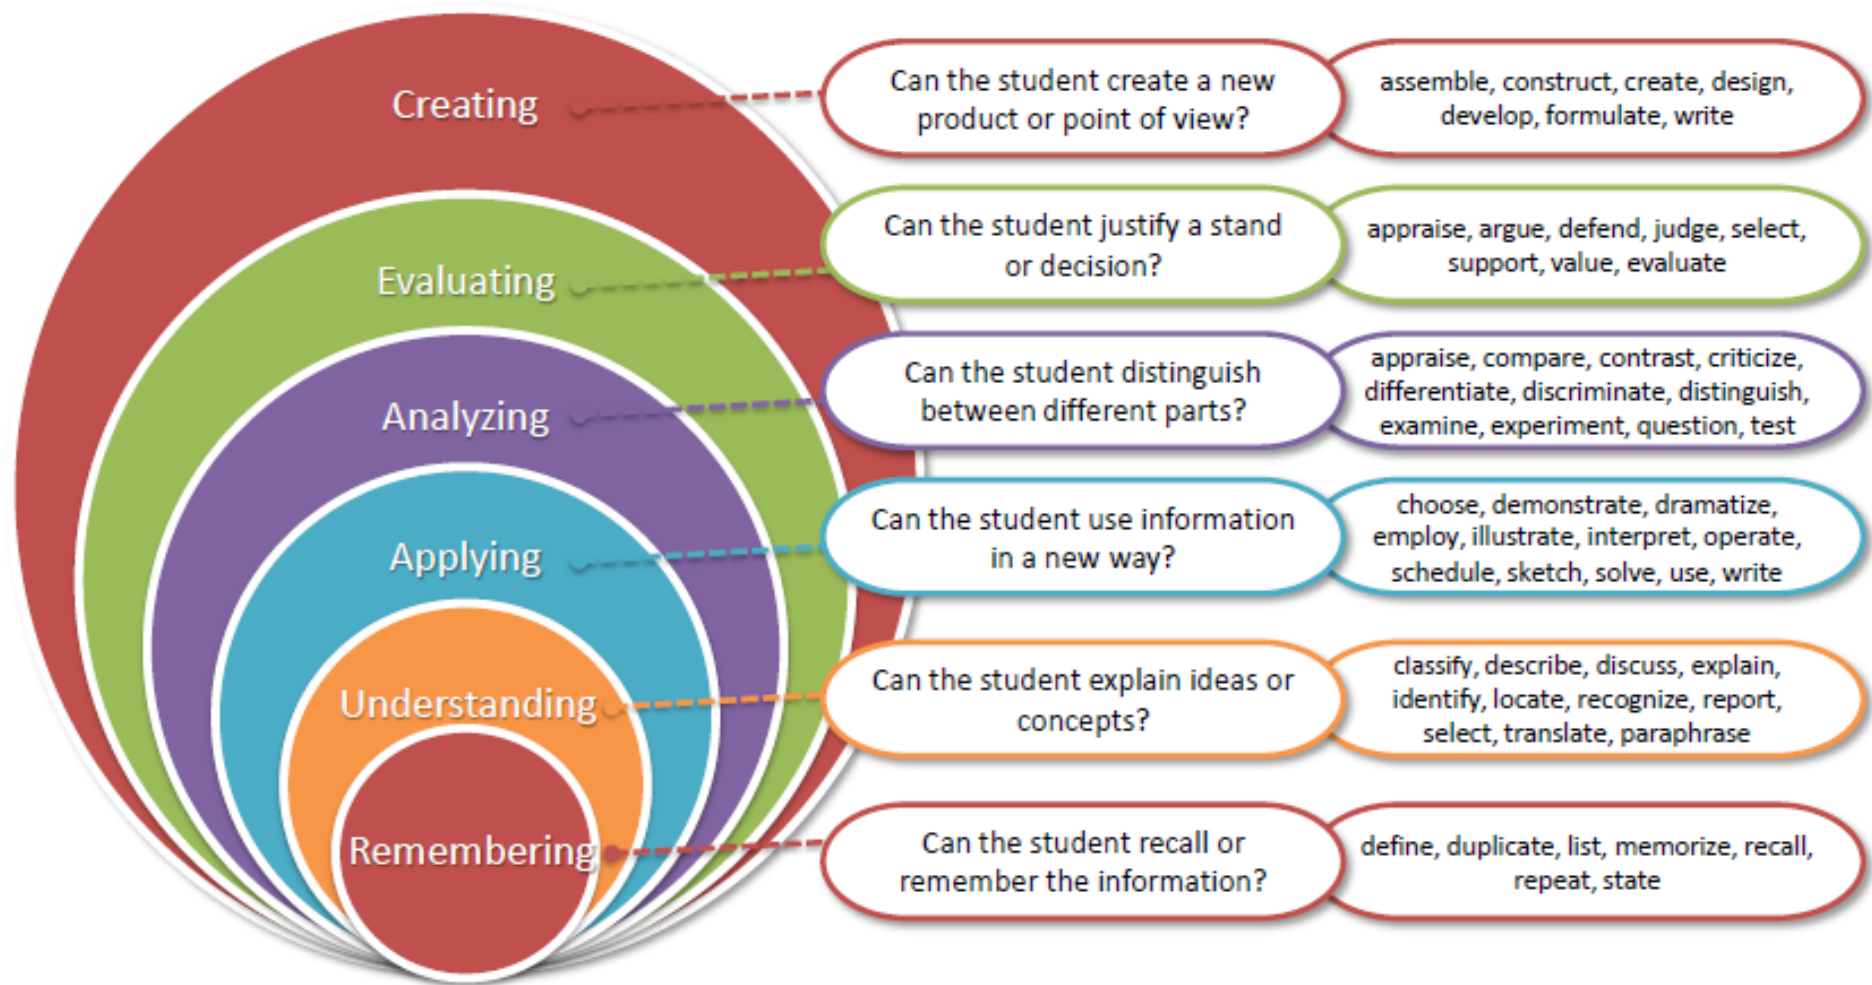 Creating
Can the student create a new
product or point of view?
assemble, construct, create, design,
develop, formulate, write
Evaluating
Can the student justify a stand
or decision?
appraise, argue, defend, judge, select,
support, value, evaluate
Analyzing
Can the student distinguish
between different parts?
appraise, compare, contrast, criticize,
differentiate, discriminate, distinguish,
examine, experiment, question, test
Applying
Can the student use information
in a new way?
choose, demonstrate, dramatize,
employ, illustrate, interpret, operate,
schedule, sketch, solve, use, write
Understanding
Can the student explain ideas or
concepts?
classify, describe, discuss, explain,
identify, locate, recognize, report,
select, translate, paraphrase
Remembering
Can the student recall or
remember the information?
define, duplicate, list, memorize, recall,
repeat, state